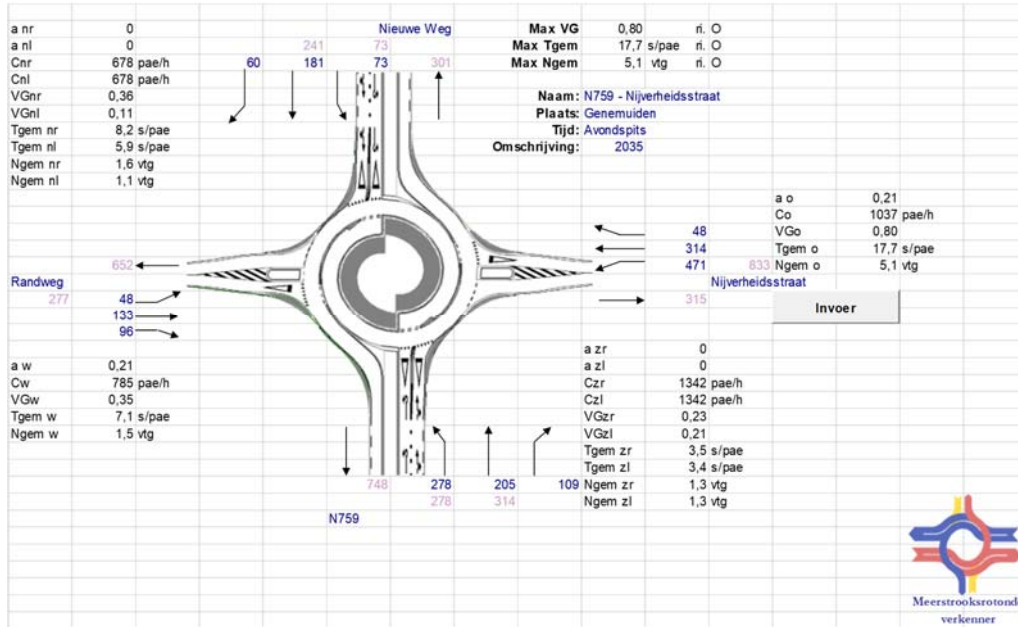 a nr 0 Nieuwe Weg Max VG 0,80 ri. O
a nl 0 241 73 Max Tgem 17,7 s/pae ri. O
Cnr 678 pae/h 60 181 73 301 Max Ngem 5,1 vtg ri. O
Cnl 678 pae/h
VGnr 0,36
VGnl 0,11
Tgem nr 8,2 s/pae
Tgem nl 5,9 s/pae
Ngem nr 1,6 vtg
Ngem nl 1,1 vtg
Naam: N759 - Nijverheidsstraat
Plaats: Genemuiden
Tijd: Avondspits
Omschrijving: 2035
a o 0,21
Co 1037 pae/h
48 VGo 0,80
314 Tgem o 17,7 s/pae
471 833 Ngem o 5,1 vtg
Nijverheidsstraat
315
Invoer
652
Randweg
277 48
133
96
a w 0,21
Cw 785 pae/h
VGw 0,35
Tgem w 7,1 s/pae
Ngem w 1,5 vtg
a zr 0
a zl 0
Czr 1342 pae/h
Czl 1342 pae/h
VGzr 0,23
VGzl 0,21
Tgem zr 3,5 s/pae
Tgem zl 3,4 s/pae
748 278 205 109 Ngem zr 1,3 vtg
278 314 Ngem zl 1,3 vtg
N759
Meerstrooksrotond
verkenner